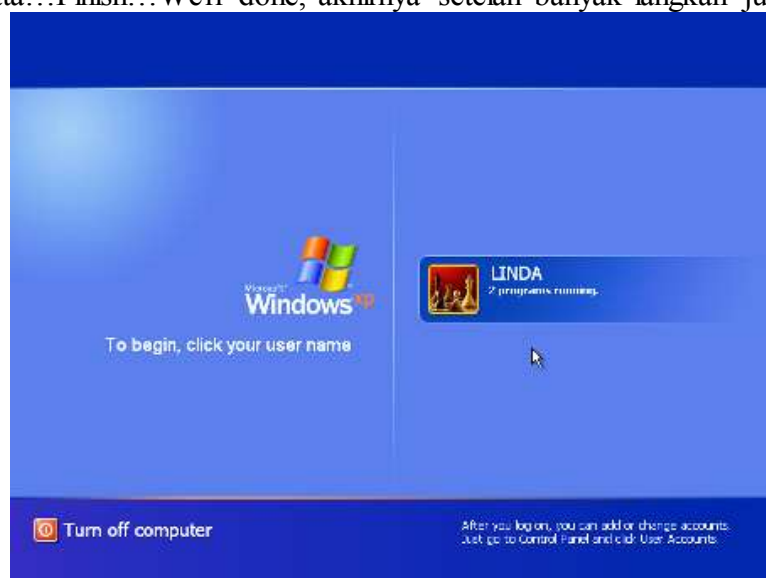 …Finish…Well done, akhirnya setelah banyak langkah
Microsoft
Windows xp
To begin, click your user name
LINDA
2 programs running.
Turn off computer
After you log on, you can add or change accounts.
Just go to Control Panel and click User Accounts.